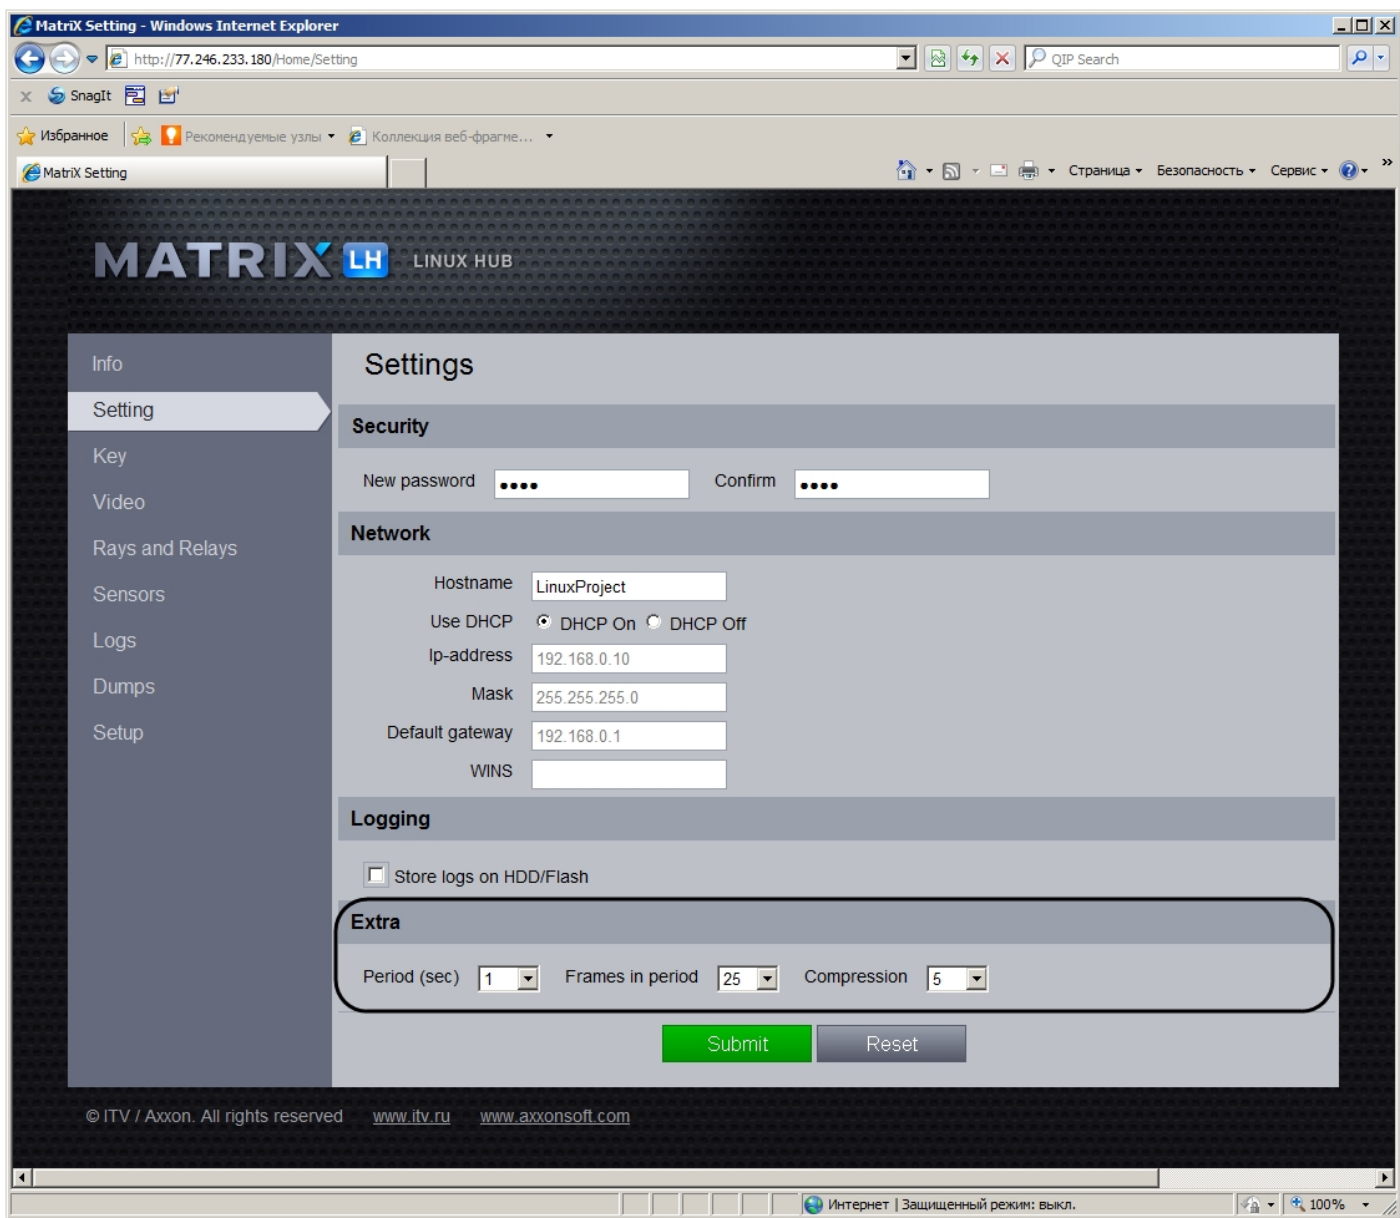 MatriX Setting - Windows Internet Explorer
http://77.246.233.180/Home/Setting
QIP Search
x SnagIt
Избранное Рекомендуемые узлы Коллекция веб-фрагме...
MatriX Setting Страница Безопасность Сервис »
MATRIX LH LINUX HUB
Info
Setting
Key
Video
Rays and Relays
Sensors
Logs
Dumps
Setup
Settings
Security
New password •••• Confirm ••••
Network
Hostname LinuxProject
Use DHCP DHCP On DHCP Off
Ip-address 192.168.0.10
Mask 255.255.255.0
Default gateway 192.168.0.1
WINS
Logging
Store logs on HDD/Flash
Extra
Period (sec) 1 Frames in period 25 Compression 5
Submit Reset
© ITV / Axxon. All rights reserved www.itv.ru www.axxonsoft.com
Интернет | Защищенный режим: выкл. 100%